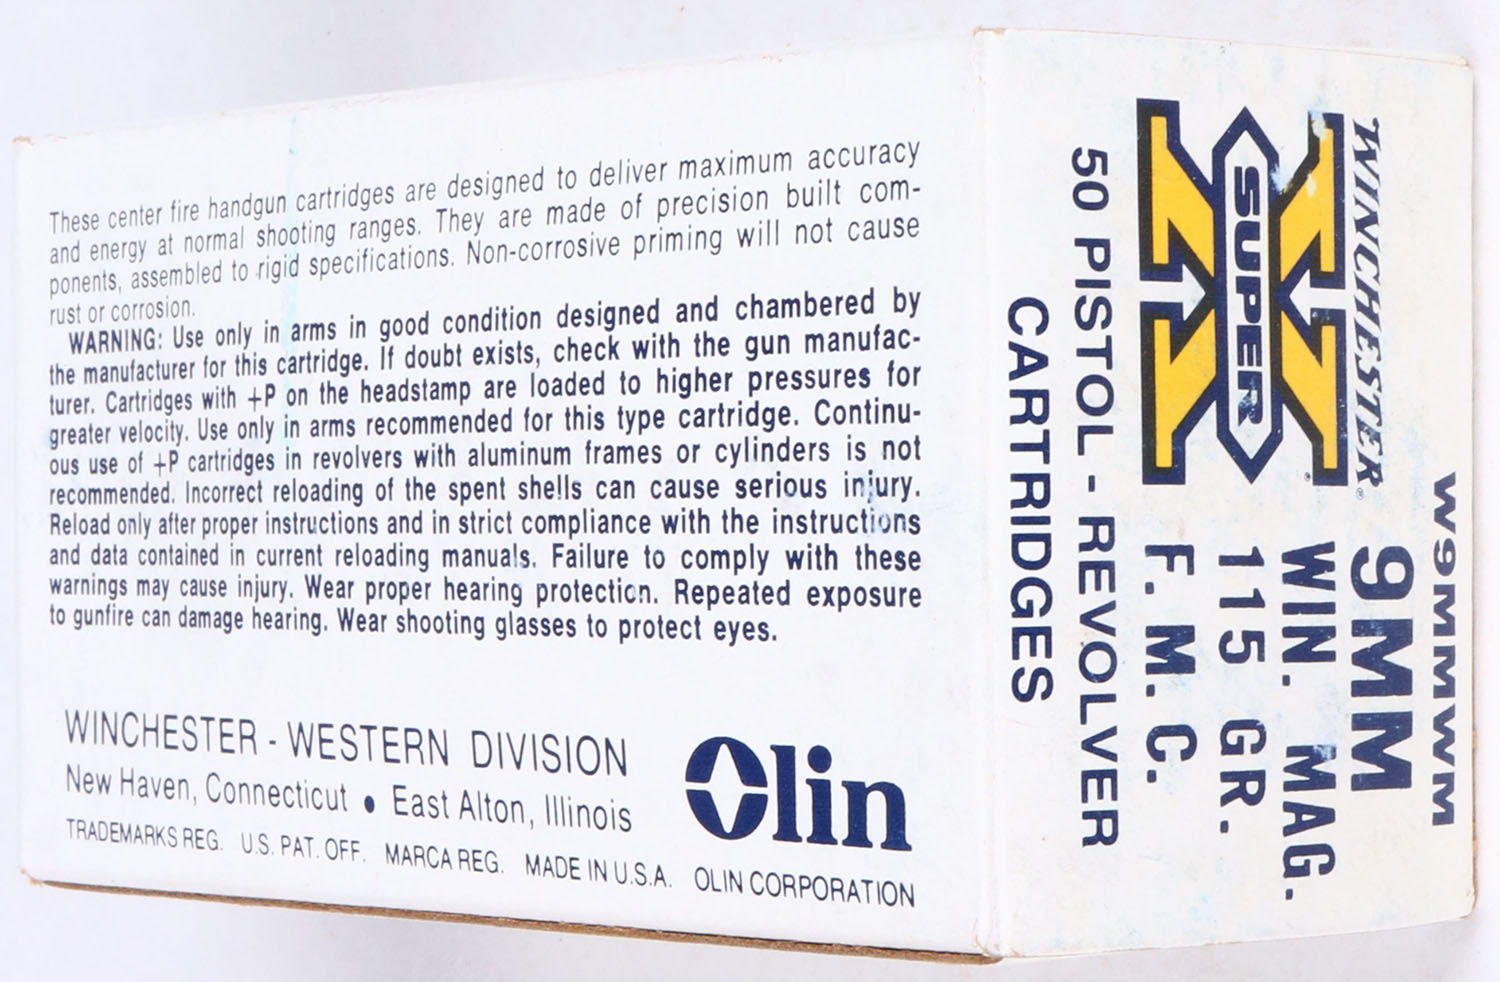 These center fire handgun cartridges are designed to deliver maximum accuracy
and energy at normal shooting ranges. They are made of precision built com-
ponents, assembled to rigid specifications. Non-corrosive priming will not cause
rust or corrosion.
WARNING: Use only in arms in good condition designed and chambered by
the manufacturer for this cartridge. If doubt exists, check with the gun manufac-
turer. Cartridges with +P on the headstamp are loaded to higher pressures for
greater velocity. Use only in arms recommended for this type cartridge. Continu-
ous use of +P cartridges in revolvers with aluminum frames or cylinders is not
recommended. Incorrect reloading of the spent shells can cause serious injury.
Reload only after proper instructions and in strict compliance with the instructions
and data contained in current reloading manuals. Failure to comply with these
warnings may cause injury. Wear proper hearing protection. Repeated exposure
to gunfire can damage hearing. Wear shooting glasses to protect eyes.
WINCHESTER - WESTERN DIVISION
New Haven, Connecticut • East Alton, Illinois
Olin
TRADEMARKS REG. U.S. PAT. OFF. MARCA REG. MADE IN U.S.A. OLIN CORPORATION
W9MMWM
WINCHESTER®
SUPER X®
9MM
WIN. MAG.
115 GR.
F. M. C.
50 PISTOL - REVOLVER
CARTRIDGES